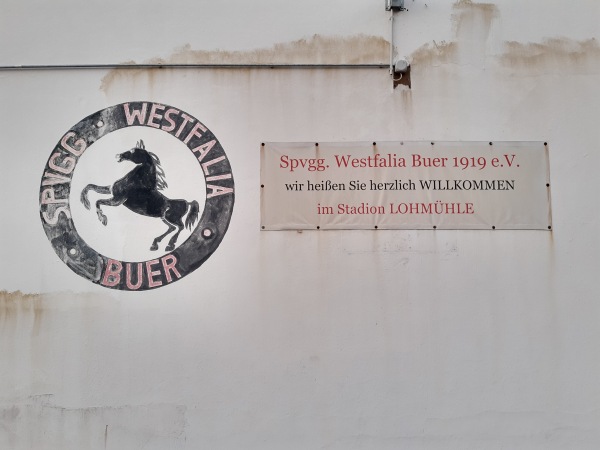 SPVGG · WESTFALIA
BUER
Spvgg. Westfalia Buer 1919 e.V.
wir heißen Sie herzlich WILLKOMMEN
im Stadion LOHMÜHLE